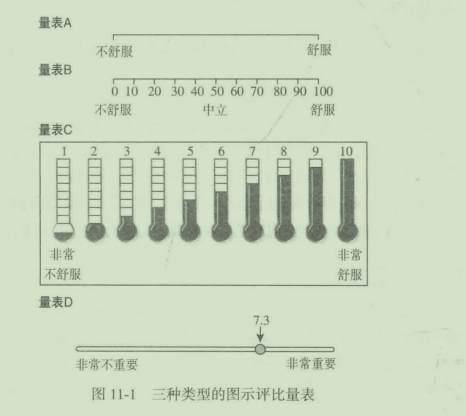 量表A
不舒服 舒服
量表B
0 10 20 30 40 50 60 70 80 90 100
不舒服 中立 舒服
量表C
1 2 3 4 5 6 7 8 9 10
非常 非常
不舒服 舒服
量表D
7.3
非常不重要 非常重要
图 11-1 三种类型的图示评比量表